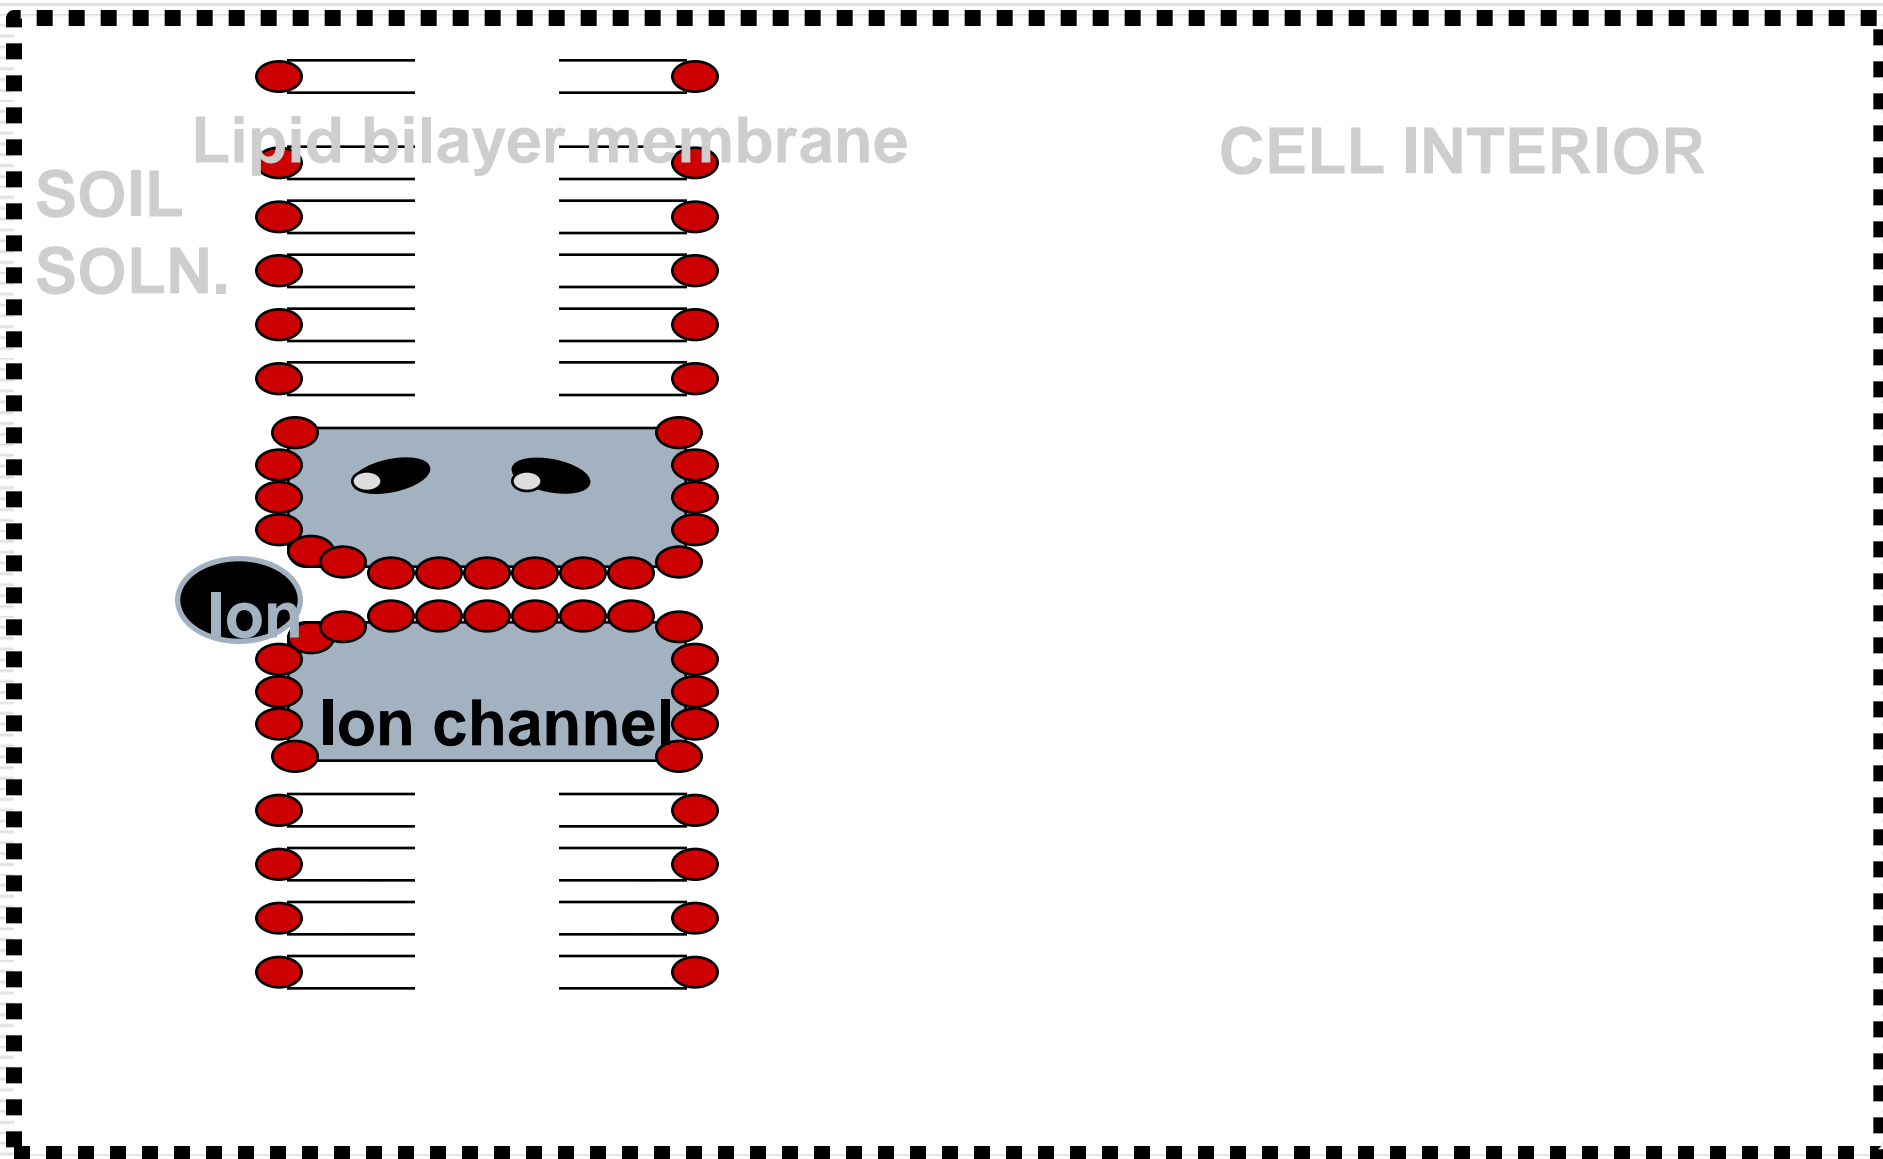 Lipid bilayer membrane
CELL INTERIOR
SOIL
SOLN.
Ion
Ion channel